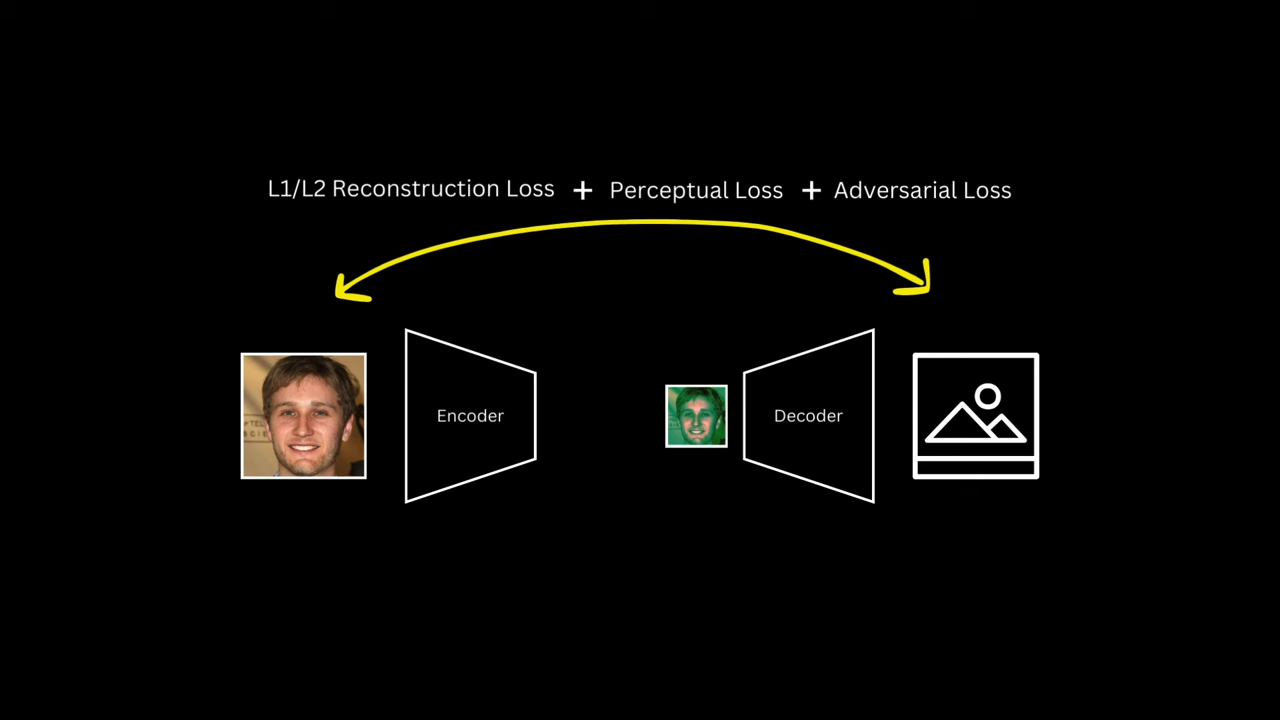 L1/L2 Reconstruction Loss + Perceptual Loss + Adversarial Loss
Encoder
Decoder